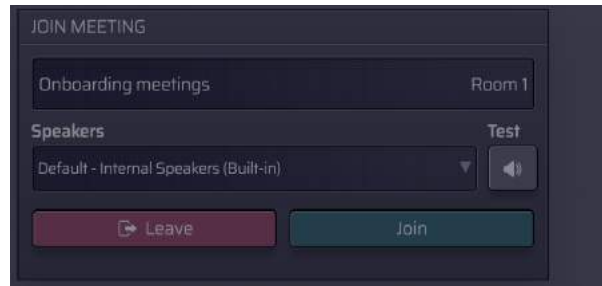 JOIN MEETING
Onboarding meetings Room 1
Speakers Test
Default - Internal Speakers (Built-in)
Leave Join